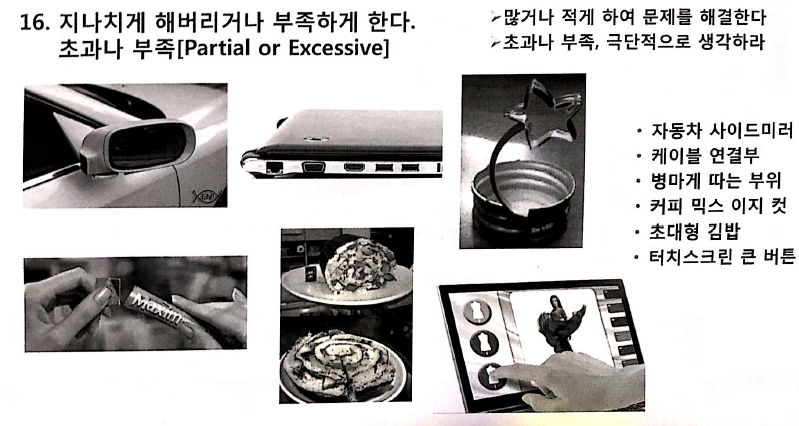 16. 지나치게 해버리거나 부족하게 한다.
초과나 부족[Partial or Excessive]
➢많거나 적게 하여 문제를 해결한다
➢초과나 부족, 극단적으로 생각하라
• 자동차 사이드미러
• 케이블 연결부
• 병마게 따는 부위
• 커피 믹스 이지 컷
• 초대형 김밥
• 터치스크린 큰 버튼
Maxim